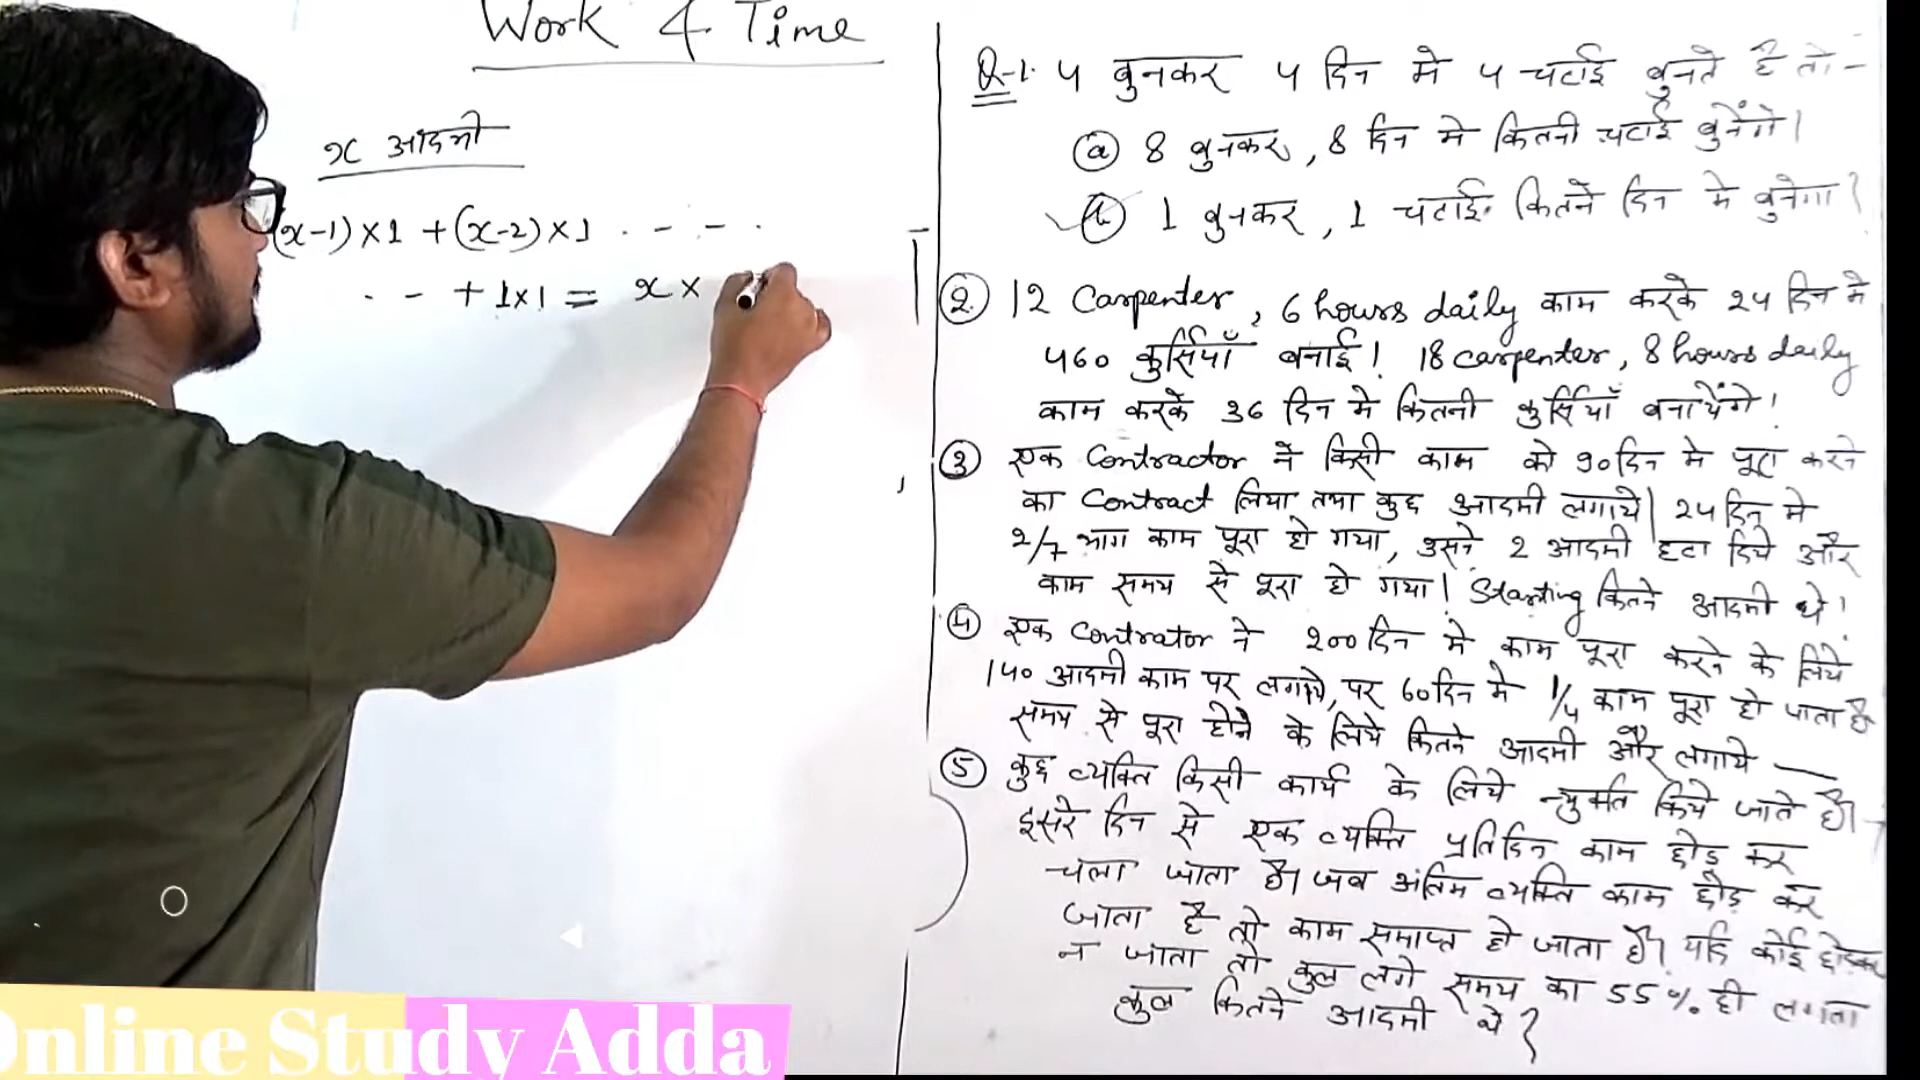 Work & Time
x आदमी
(x-1)×1 + (x-2)×1 . - - .
. - + 1×1 = x×
Q-1. 4 बुनकर 4 दिन मे 4 चटाई बुनते है तो-
(a) 8 बुनकर, 8 दिन मे कितनी चटाई बुनेंगे।
1 बुनकर, 1 चटाई कितने दिन मे बुनेगा?
(2) 12 Carpenter, 6 hours daily काम करके 24 दिन मे
460 कुर्सियाँ बनाई! 18 carpenter, 8 hours daily
काम करके 36 दिन मे कितनी कुर्सियाँ बनायेंगे!
(3) एक Contractor ने किसी काम को 90 दिन मे पूरा करने
का Contract लिया तथा कुछ आदमी लगाये। 24 दिन मे
2/7 भाग काम पूरा हो गया, उसने 2 आदमी हटा दिये और
काम समय से पूरा हो गया! Starting कितने आदमी थे!
(4) एक contrator ने 200 दिन मे काम पूरा करने के लिये
140 आदमी काम पर लगाये, पर 60 दिन मे 1/4 काम पूरा हो पाता है
समय से पूरा होने के लिये कितने आदमी और लगाये —
(5) कुछ व्यक्ति किसी कार्य के लिये न्युक्ति किये जाते है।
दूसरे दिन से एक व्यक्ति प्रतिदिन काम छोड़ कर
चला जाता है। जब अंतिम व्यक्ति काम छोड़ कर
जाता है तो काम समाप्त हो जाता है। यदि कोई छोड़कर
न जाता तो कुल लगे समय का 55% ही लगता
कुल कितने आदमी थे?
Online Study Adda